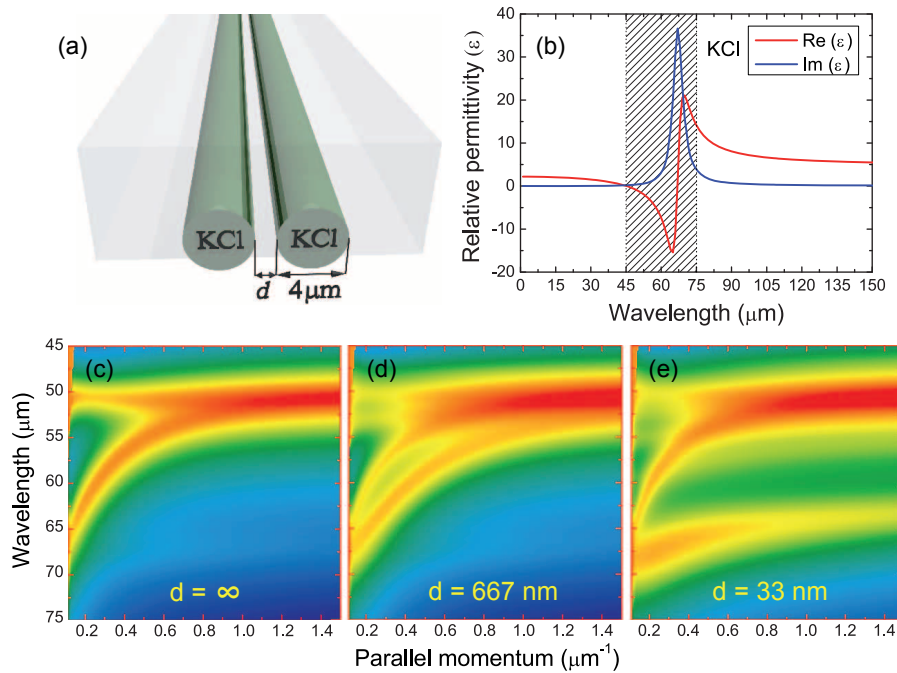 (a)
KCl
KCl
d
4μm
(b)
KCl
Re (ε)
Im (ε)
Relative permittivity (ε)
40
30
20
10
0
-10
-20
0 15 30 45 60 75 90 105 120 135 150
Wavelength (μm)
Wavelength (μm)
45
50
55
60
65
70
75
(c)
d = ∞
0.2 0.4 0.6 0.8 1.0 1.2 1.4
(d)
d = 667 nm
0.2 0.4 0.6 0.8 1.0 1.2 1.4
(e)
d = 33 nm
0.2 0.4 0.6 0.8 1.0 1.2 1.4
Parallel momentum (μm⁻¹)